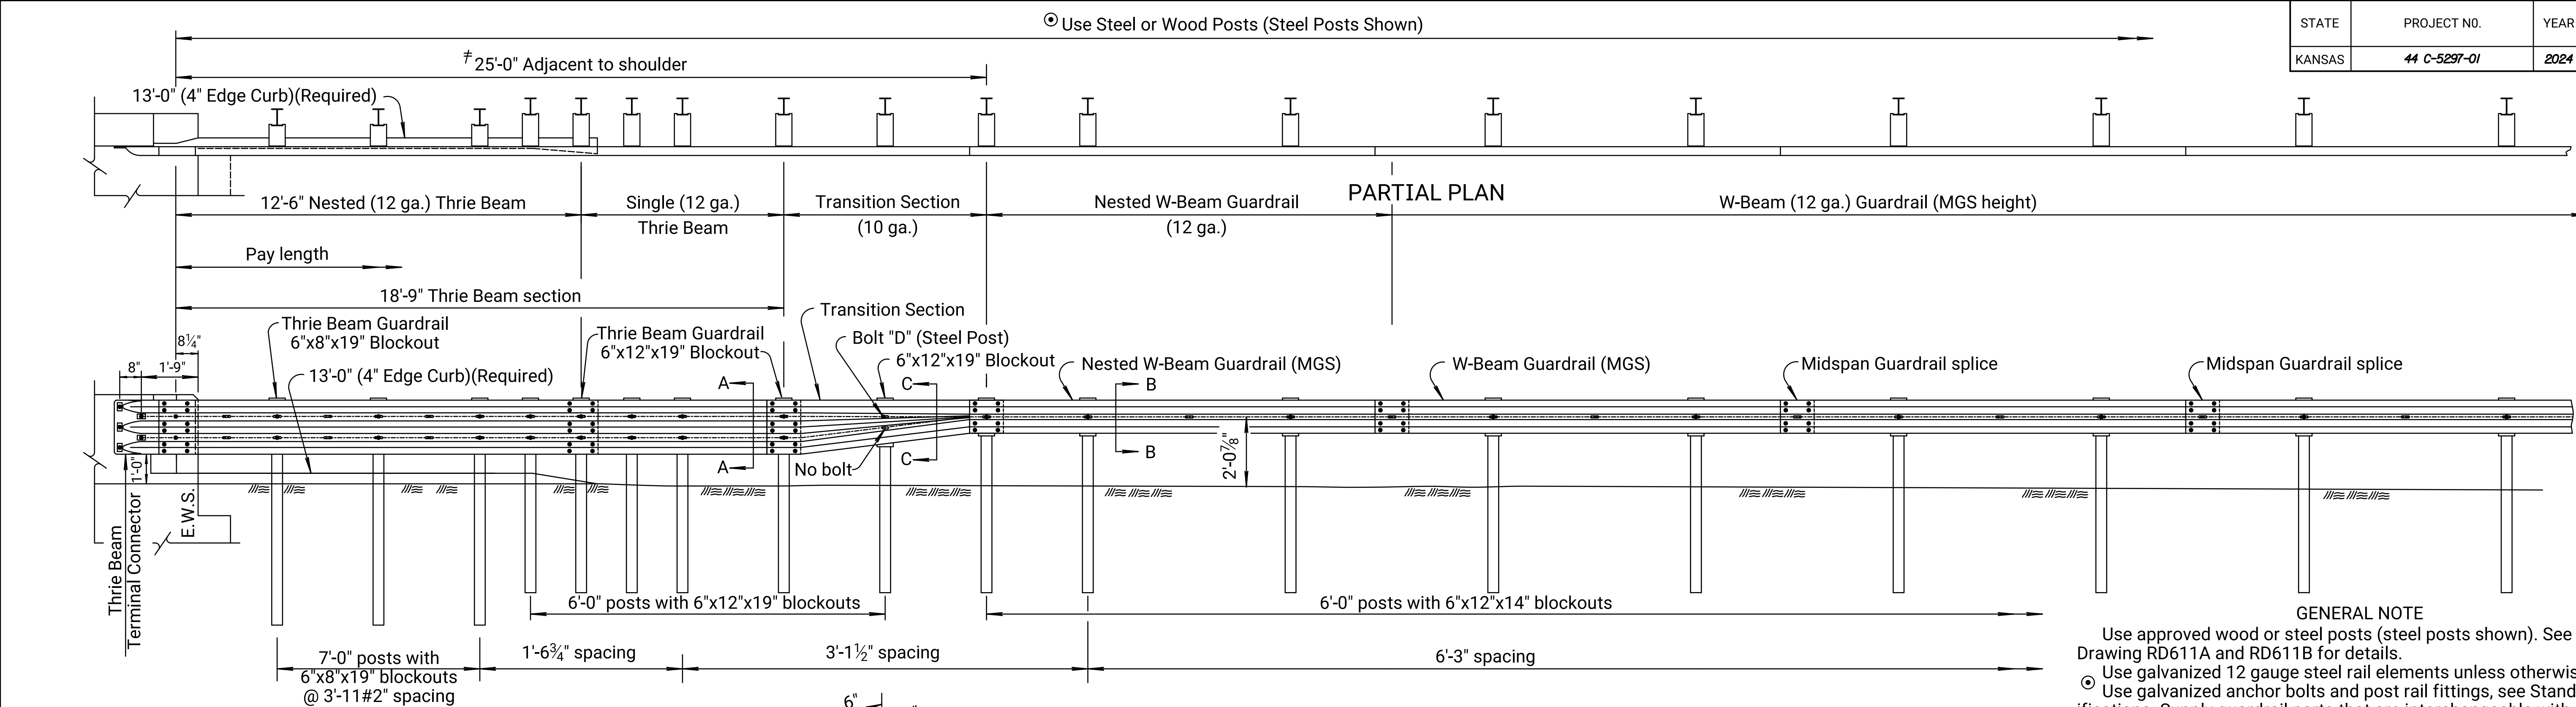 ⊙ Use Steel or Wood Posts (Steel Posts Shown)
STATE PROJECT N0. YEAR
KANSAS 44 C-5297-01 2024
≠ 25'-0" Adjacent to shoulder
13'-0" (4" Edge Curb)(Required)
PARTIAL PLAN
12'-6" Nested (12 ga.) Thrie Beam
Single (12 ga.)
Thrie Beam
Transition Section
(10 ga.)
Nested W-Beam Guardrail
(12 ga.)
W-Beam (12 ga.) Guardrail (MGS height)
Pay length
18'-9" Thrie Beam section
Transition Section
Thrie Beam Guardrail
6"x8"x19" Blockout
Thrie Beam Guardrail
6"x12"x19" Blockout
Bolt "D" (Steel Post)
6"x12"x19" Blockout
Nested W-Beam Guardrail (MGS)
W-Beam Guardrail (MGS)
Midspan Guardrail splice
Midspan Guardrail splice
8¼"
8"
1'-9"
13'-0" (4" Edge Curb)(Required)
A
C
B
A
C
B
No bolt
1'-0"
2'-0⅞"
E.W.S.
Thrie Beam
Terminal Connector
6'-0" posts with 6"x12"x19" blockouts
6'-0" posts with 6"x12"x14" blockouts
7'-0" posts with
6"x8"x19" blockouts
@ 3'-11#2" spacing
1'-6¾" spacing
3'-1½" spacing
6'-3" spacing
6"
GENERAL NOTE
Use approved wood or steel posts (steel posts shown). See
Drawing RD611A and RD611B for details.
Use galvanized 12 gauge steel rail elements unless otherwis
⊙ Use galvanized anchor bolts and post rail fittings, see Stand